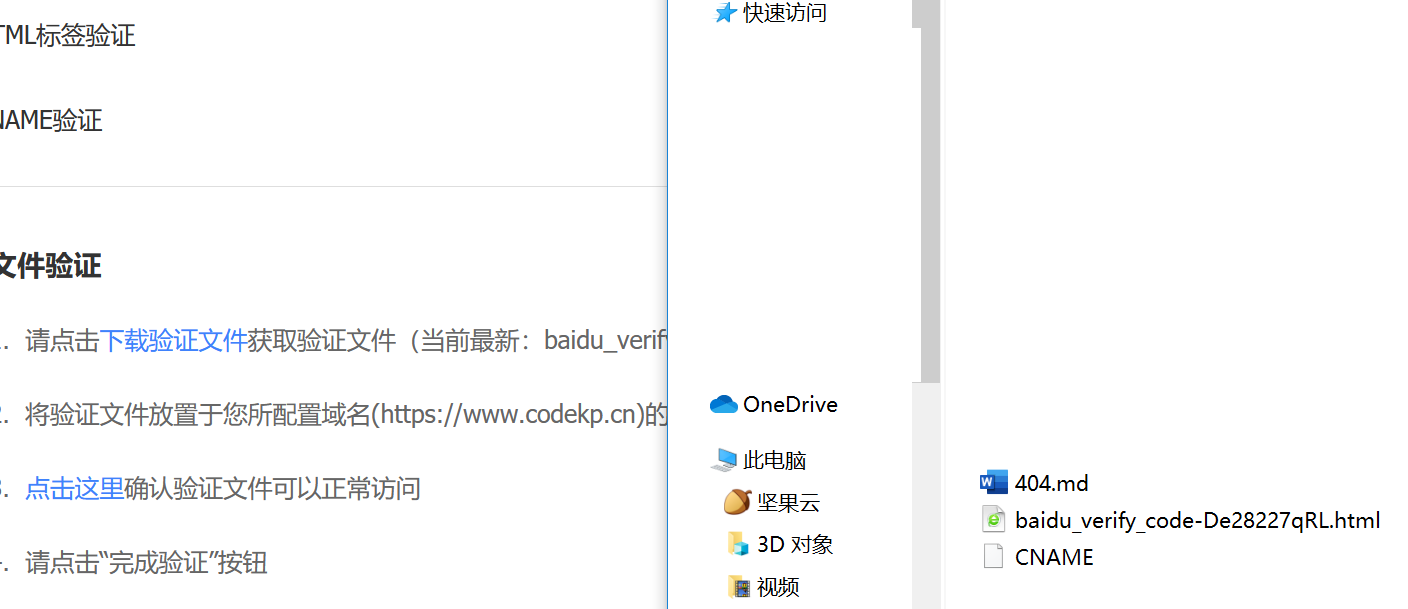 TML标签验证
NAME验证
文件验证
1. 请点击下载验证文件获取验证文件（当前最新：baidu_verif
2. 将验证文件放置于您所配置域名(https://www.codekp.cn)的
3. 点击这里确认验证文件可以正常访问
4. 请点击“完成验证”按钮
快速访问
OneDrive
此电脑
坚果云
3D 对象
视频
404.md
baidu_verify_code-De28227qRL.html
CNAME